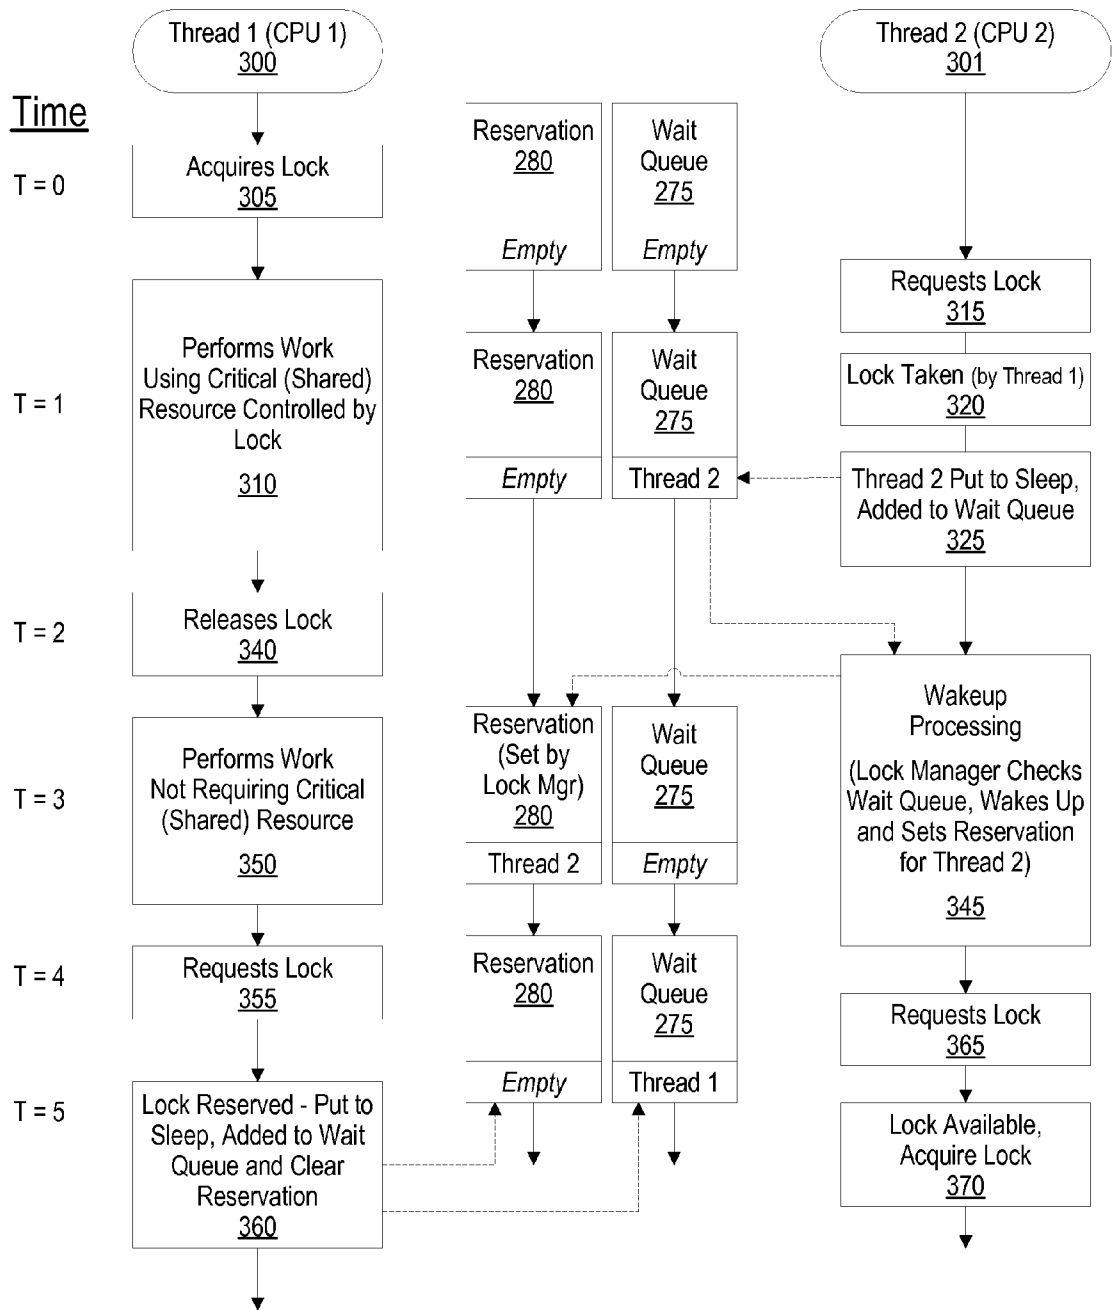 Thread 1 (CPU 1)
300
Thread 2 (CPU 2)
301
Time
T = 0
Acquires Lock
305
Reservation
280
Empty
Wait
Queue
275
Empty
Requests Lock
315
T = 1
Performs Work
Using Critical (Shared)
Resource Controlled by
Lock
310
Reservation
280
Empty
Wait
Queue
275
Thread 2
Lock Taken (by Thread 1)
320
Thread 2 Put to Sleep,
Added to Wait Queue
325
T = 2
Releases Lock
340
T = 3
Performs Work
Not Requiring Critical
(Shared) Resource
350
Reservation
(Set by
Lock Mgr)
280
Thread 2
Wait
Queue
275
Empty
Wakeup
Processing
(Lock Manager Checks
Wait Queue, Wakes Up
and Sets Reservation
for Thread 2)
345
T = 4
Requests Lock
355
Reservation
280
Empty
Wait
Queue
275
Thread 1
Requests Lock
365
T = 5
Lock Reserved - Put to
Sleep, Added to Wait
Queue and Clear
Reservation
360
Lock Available,
Acquire Lock
370